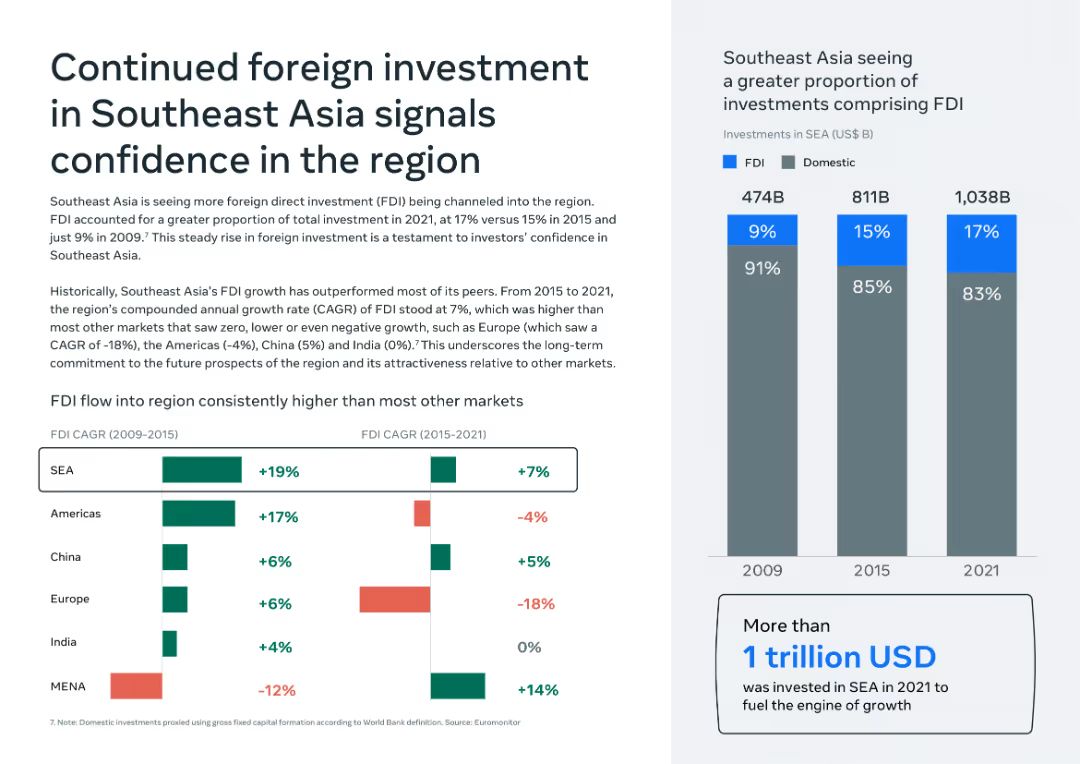 Continued foreign investment
in Southeast Asia signals
confidence in the region
Southeast Asia is seeing more foreign direct investment (FDI) being channeled into the region.
FDI accounted for a greater proportion of total investment in 2021, at 17% versus 15% in 2015 and
just 9% in 2009.⁷ This steady rise in foreign investment is a testament to investors’ confidence in
Southeast Asia.
Historically, Southeast Asia’s FDI growth has outperformed most of its peers. From 2015 to 2021,
the region’s compounded annual growth rate (CAGR) of FDI stood at 7%, which was higher than
most other markets that saw zero, lower or even negative growth, such as Europe (which saw a
CAGR of -18%), the Americas (-4%), China (5%) and India (0%).⁷ This underscores the long-term
commitment to the future prospects of the region and its attractiveness relative to other markets.
FDI flow into region consistently higher than most other markets
FDI CAGR (2009-2015) FDI CAGR (2015-2021)
SEA +19% +7%
Americas +17% -4%
China +6% +5%
Europe +6% -18%
India +4% 0%
MENA -12% +14%
7. Note: Domestic investments proxied using gross fixed capital formation according to World Bank definition. Source: Euromonitor
Southeast Asia seeing
a greater proportion of
investments comprising FDI
Investments in SEA (US$ B)
FDI Domestic
474B 811B 1,038B
9% 15% 17%
91% 85% 83%
2009 2015 2021
More than
1 trillion USD
was invested in SEA in 2021 to
fuel the engine of growth